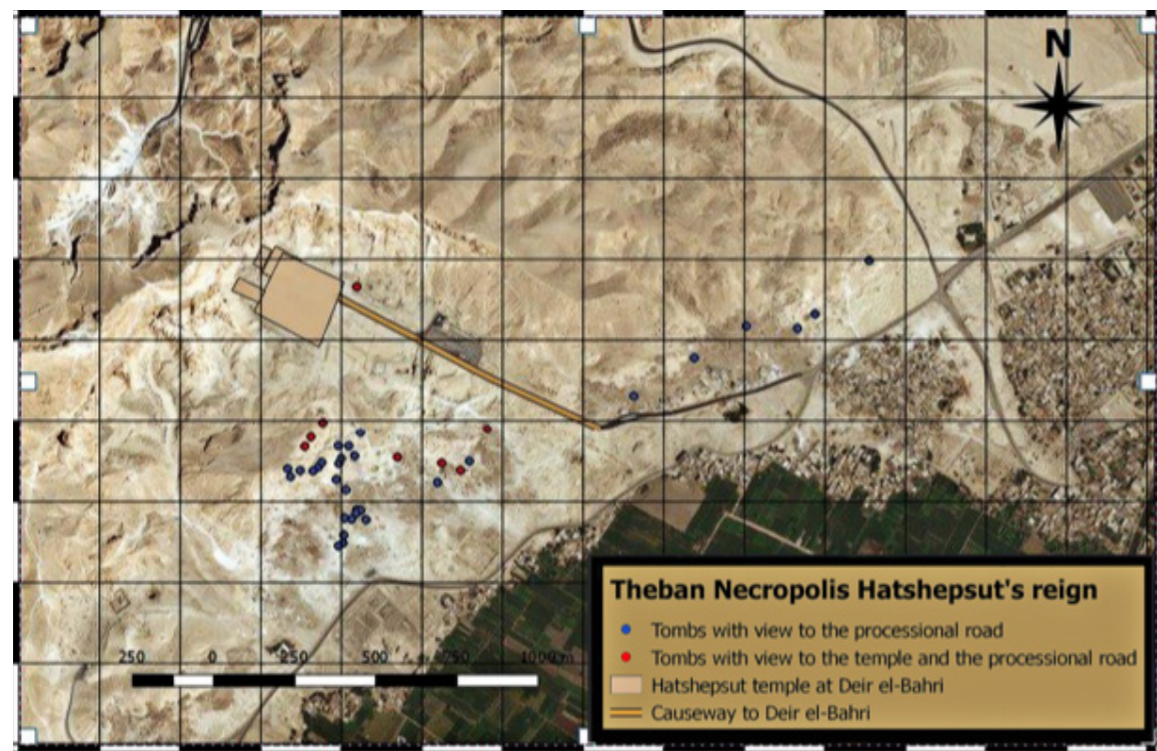 N
Theban Necropolis Hatshepsut's reign
Tombs with view to the processional road
Tombs with view to the temple and the processional road
Hatshepsut temple at Deir el-Bahri
Causeway to Deir el-Bahri
250 0 250 500 750 1000 m